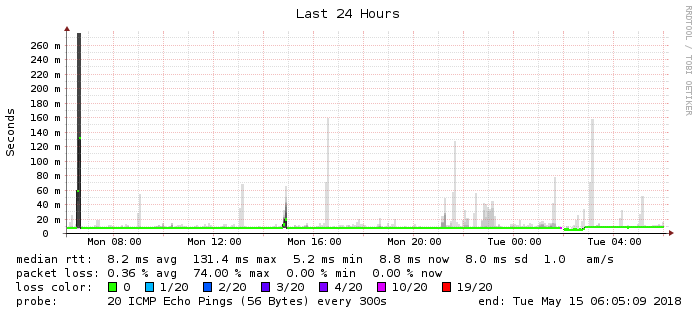 Last 24 Hours
RRDTOOL / TOBI OETIKER
Seconds
260 m
240 m
220 m
200 m
180 m
160 m
140 m
120 m
100 m
80 m
60 m
40 m
20 m
0
Mon 08:00 Mon 12:00 Mon 16:00 Mon 20:00 Tue 00:00 Tue 04:00
median rtt: 8.2 ms avg 131.4 ms max 5.2 ms min 8.8 ms now 8.0 ms sd 1.0 am/s
packet loss: 0.36 % avg 74.00 % max 0.00 % min 0.00 % now
loss color: 0 1/20 2/20 3/20 4/20 10/20 19/20
probe: 20 ICMP Echo Pings (56 Bytes) every 300s end: Tue May 15 06:05:09 2018